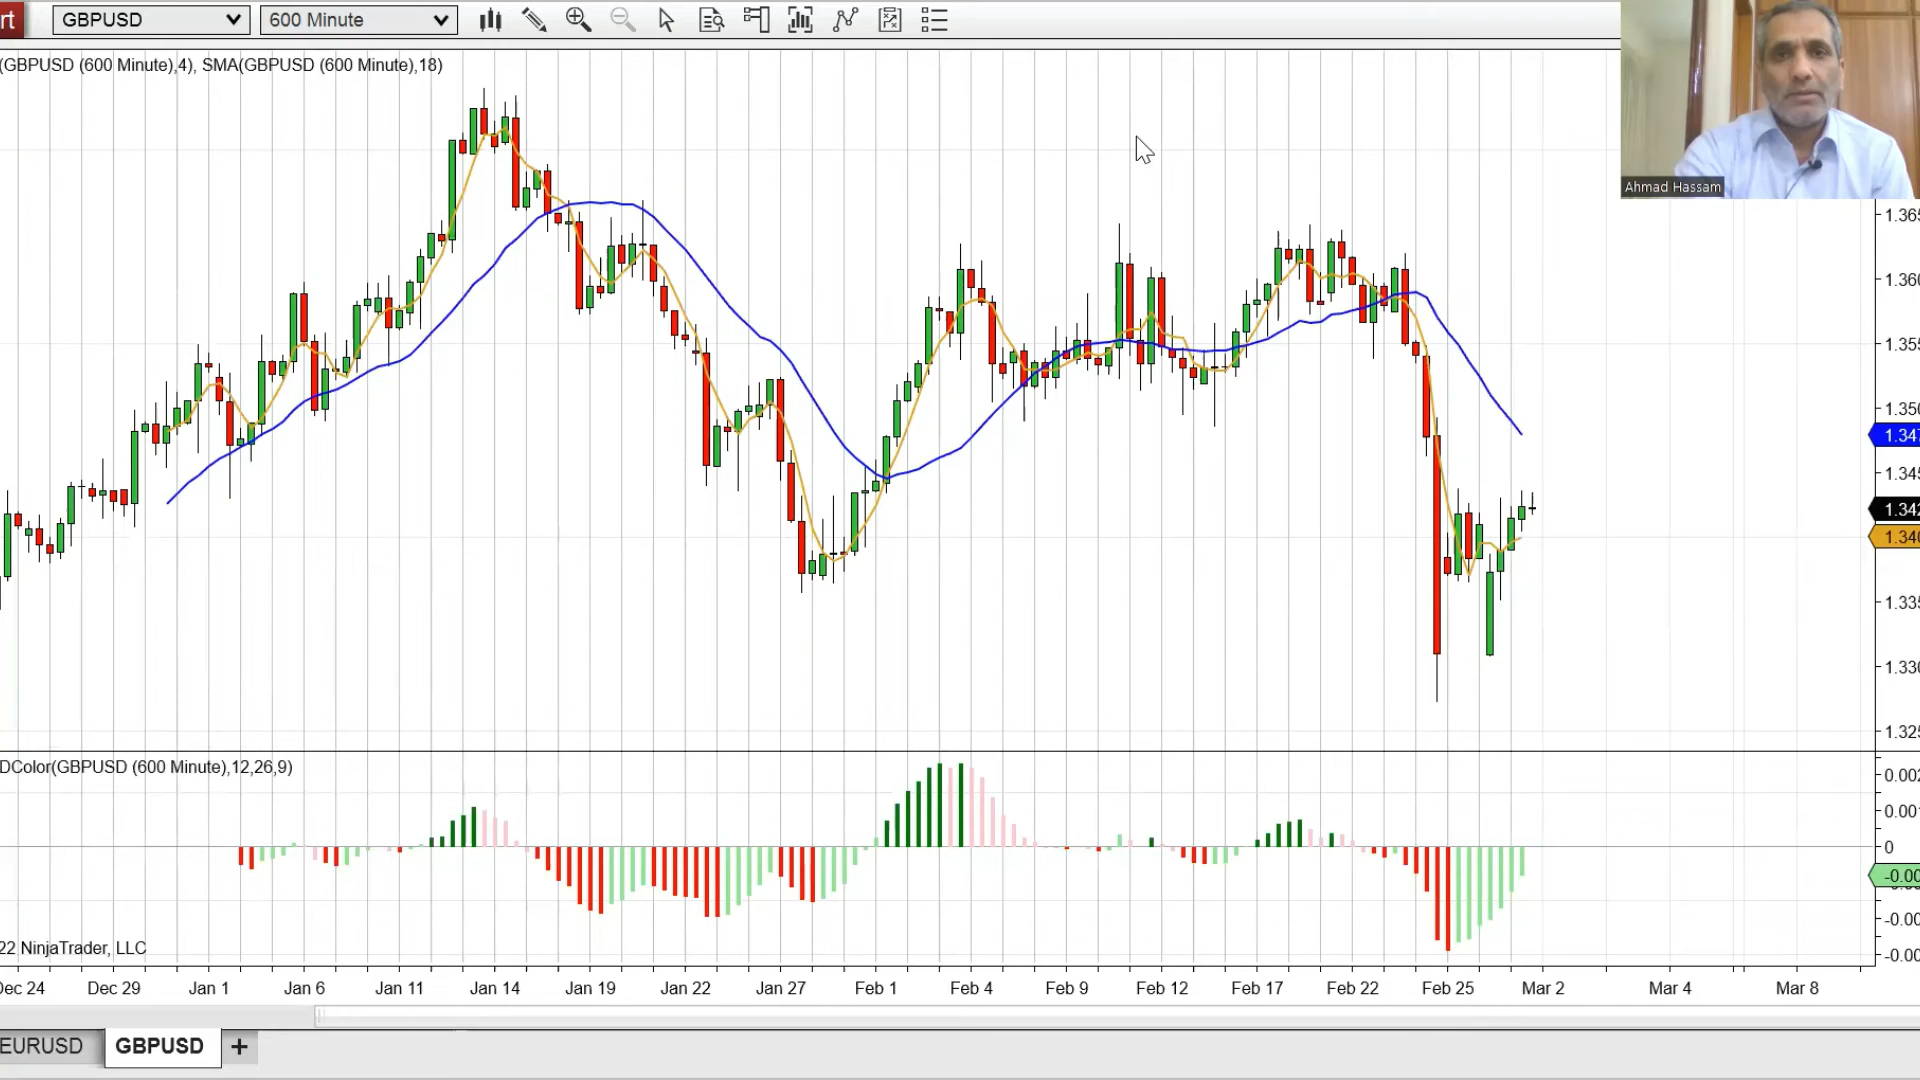 rt GBPUSD 600 Minute
Ahmad Hassam
(GBPUSD (600 Minute),4), SMA(GBPUSD (600 Minute),18)
1.365
1.360
1.355
1.350
1.347
1.345
1.342
1.340
1.335
1.330
1.325
DColor(GBPUSD (600 Minute),12,26,9)
0.002
0.001
0
-0.00
-0.00
-0.00
22 NinjaTrader, LLC
Dec 24 Dec 29 Jan 1 Jan 6 Jan 11 Jan 14 Jan 19 Jan 22 Jan 27 Feb 1 Feb 4 Feb 9 Feb 12 Feb 17 Feb 22 Feb 25 Mar 2 Mar 4 Mar 8
EURUSD GBPUSD +